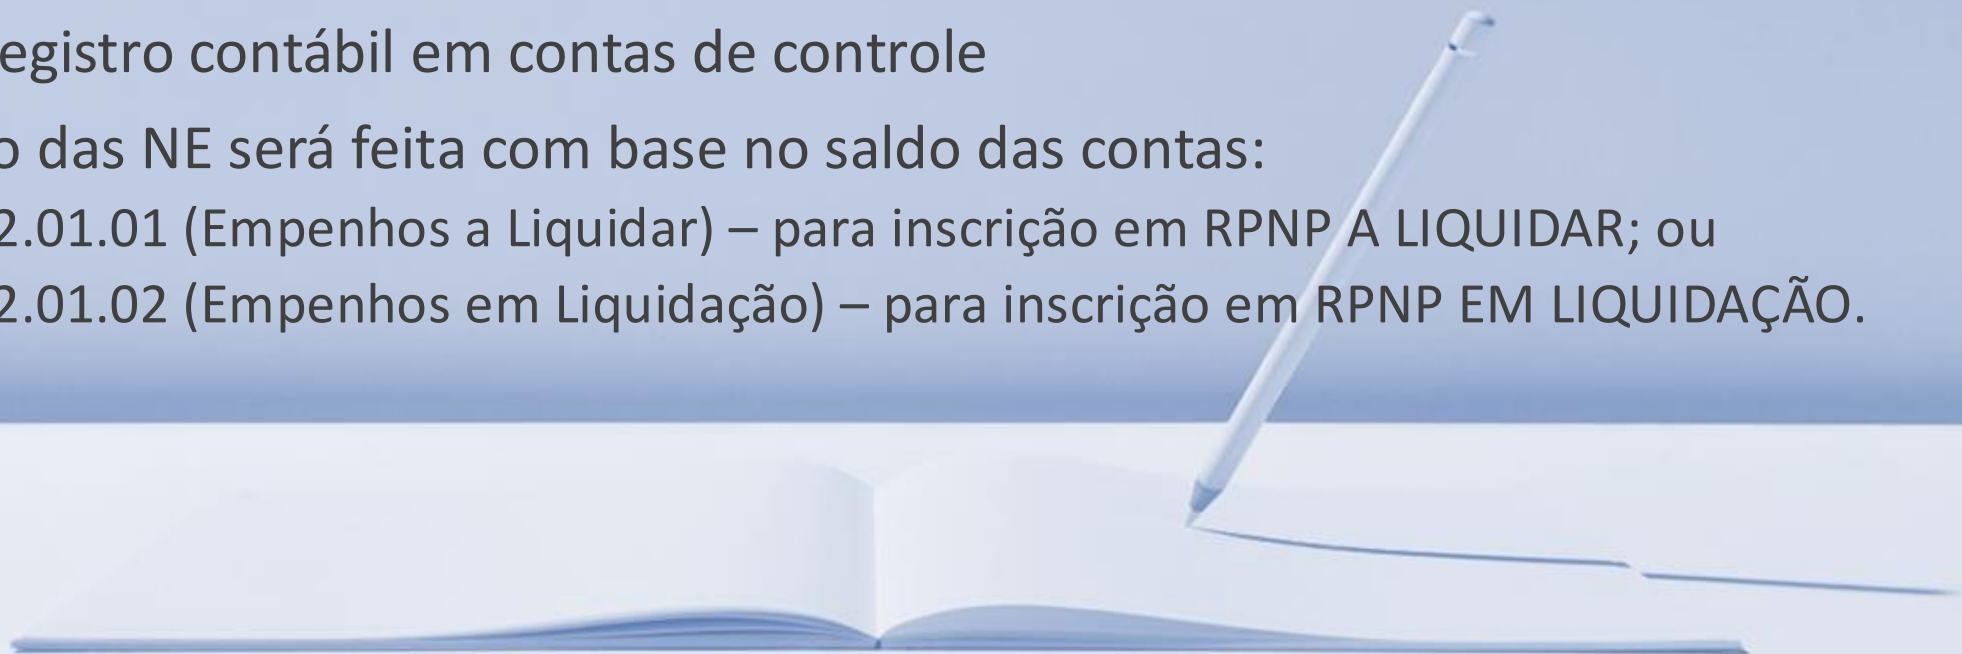 egistro contábil em contas de controle
o das NE será feita com base no saldo das contas:
2.01.01 (Empenhos a Liquidar) – para inscrição em RPNP A LIQUIDAR; ou
2.01.02 (Empenhos em Liquidação) – para inscrição em RPNP EM LIQUIDAÇÃO.